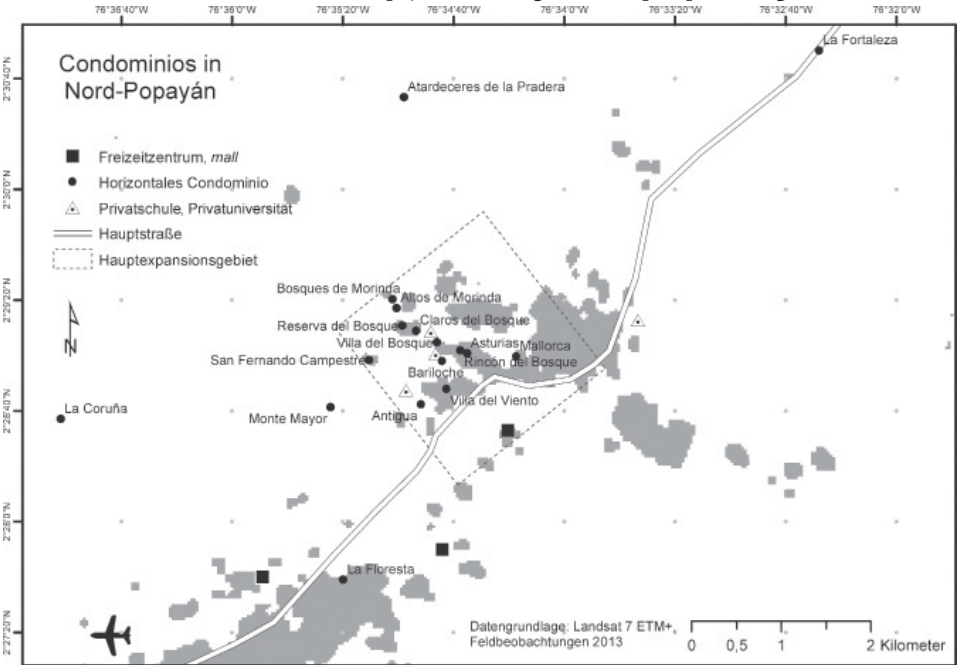 76°36'40"W 76°36'0"W 76°35'20"W 76°34'40"W 76°34'0"W 76°33'20"W 76°32'40"W 76°32'0"W
La Fortaleza
2°30'40"N
Condominios in
Nord-Popayán
Atardeceres de la Pradera
Freizeitzentrum, mall
Horizontales Condominio
Privatschule, Privatuniversität
Hauptstraße
Hauptexpansionsgebiet
2°30'0"N
2°29'20"N
Bosques de Morinda
Altos de Morinda
Reserva del Bosque
Claros del Bosque
Villa del Bosque
Asturias
Mallorca
San Fernando Campestre
Rincón del Bosque
Bariloche
Villa del Viento
N
La Coruña
Monte Mayor
Antigua
2°28'40"N
2°28'0"N
La Floresta
2°27'20"N
Datengrundlage: Landsat 7 ETM+,
Feldbeobachtungen 2013
0 0,5 1 2 Kilometer